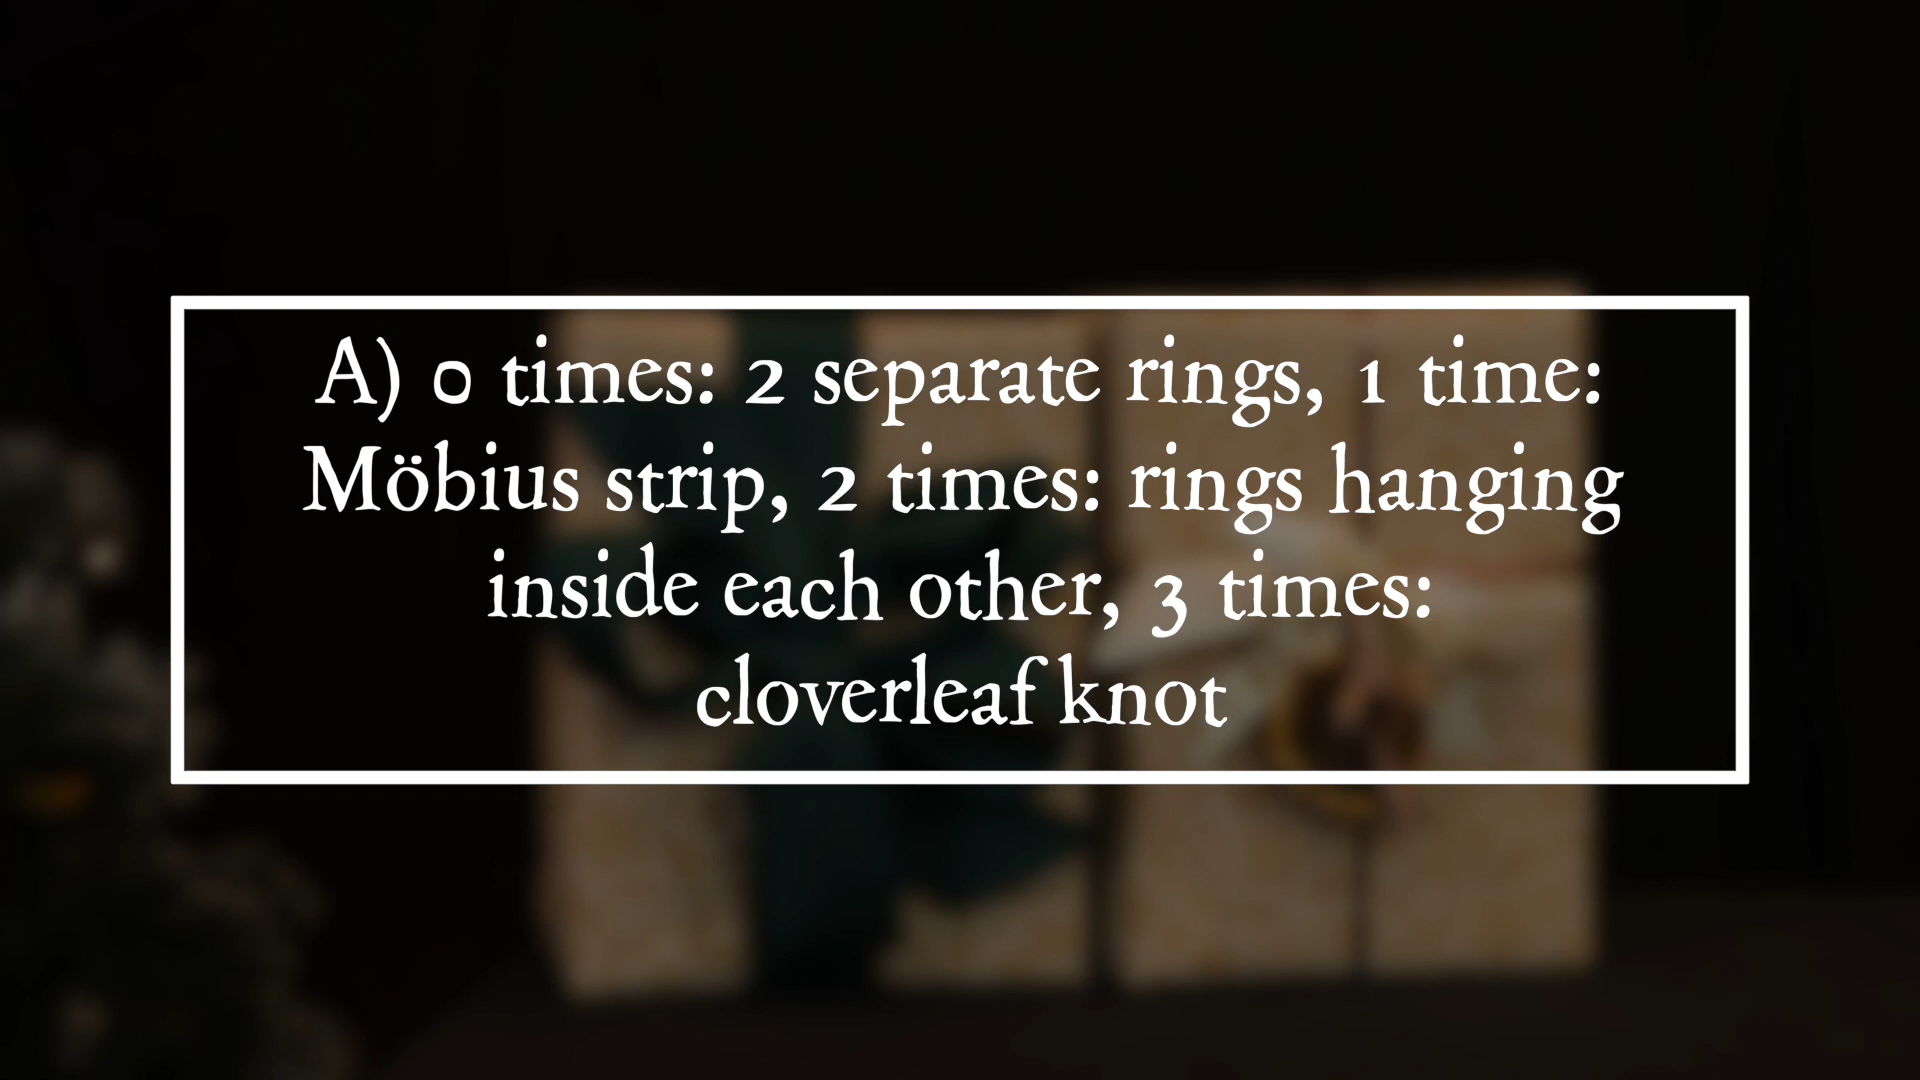 A) 0 times: 2 separate rings, 1 time:
Möbius strip, 2 times: rings hanging
inside each other, 3 times:
cloverleaf knot